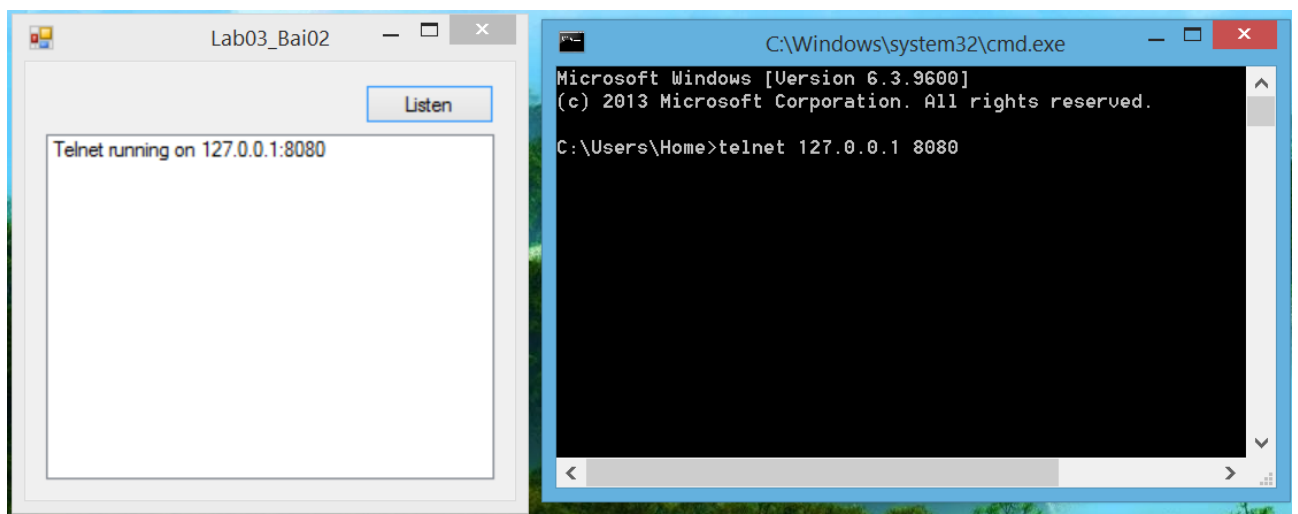 Lab03_Bai02
Listen
Telnet running on 127.0.0.1:8080
C:\Windows\system32\cmd.exe
Microsoft Windows [Version 6.3.9600]
(c) 2013 Microsoft Corporation. All rights reserved.
C:\Users\Home>telnet 127.0.0.1 8080